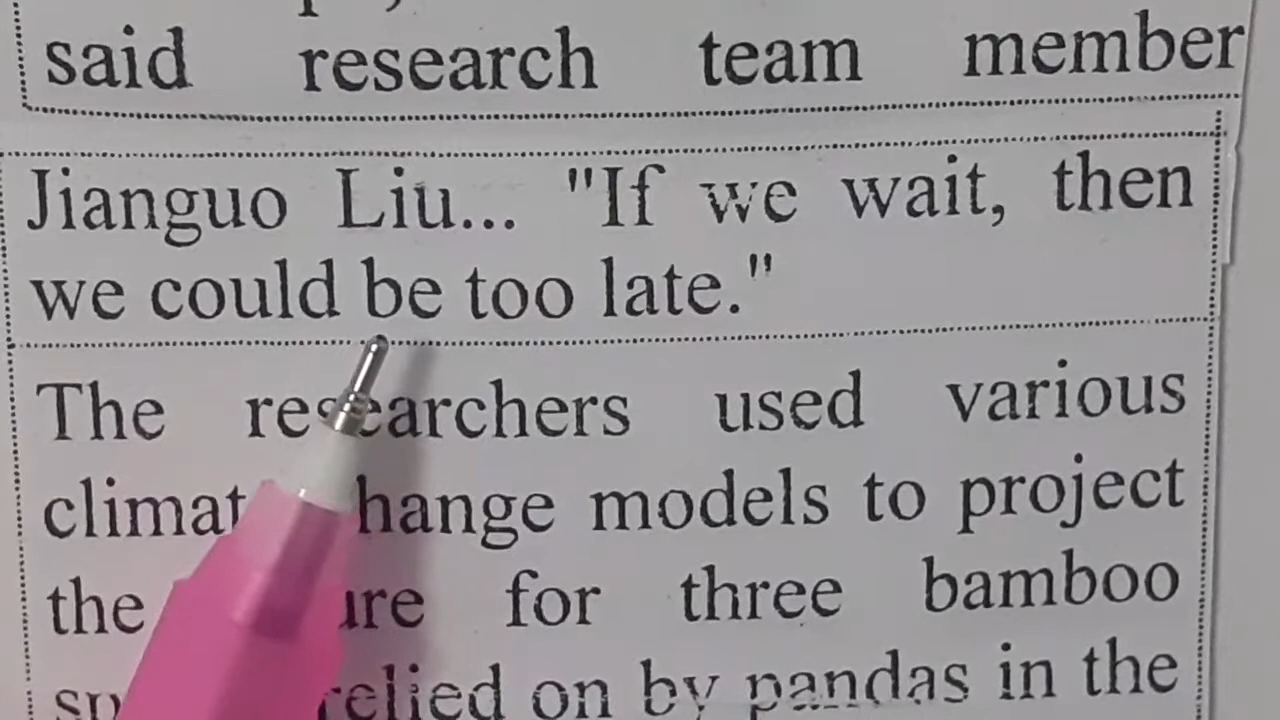 said research team member
Jianguo Liu... "If we wait, then
we could be too late."
The researchers used various
climat hange models to project
the ure for three bamboo
relied on by pandas in the